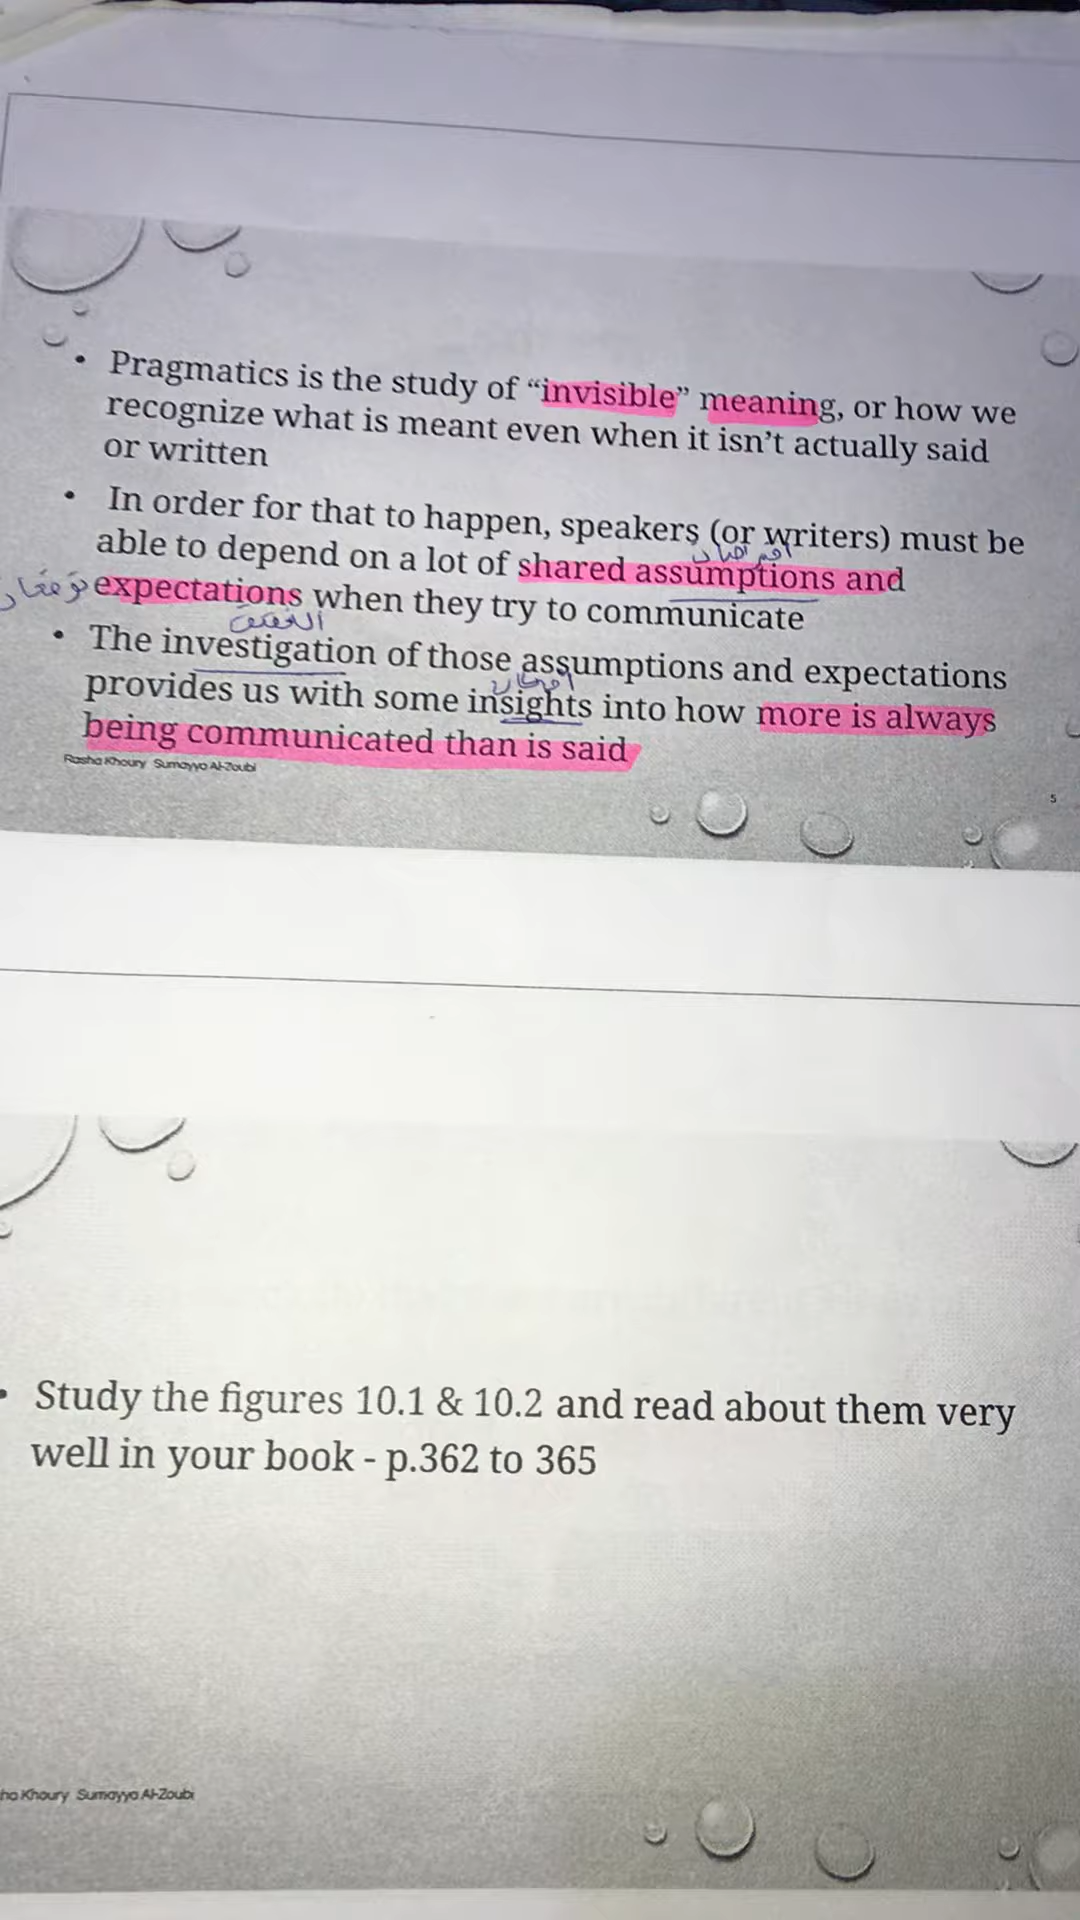 • Pragmatics is the study of “invisible” meaning, or how we
recognize what is meant even when it isn’t actually said
or written
• In order for that to happen, speakers (or writers) must be
able to depend on a lot of shared assumptions and
expectations when they try to communicate
• The investigation of those assumptions and expectations
provides us with some insights into how more is always
being communicated than is said
Rasha Khoury Sumayya Al-Zoubi
5
• Study the figures 10.1 & 10.2 and read about them very
well in your book - p.362 to 365
ha Khoury Sumayya Al-Zoubi